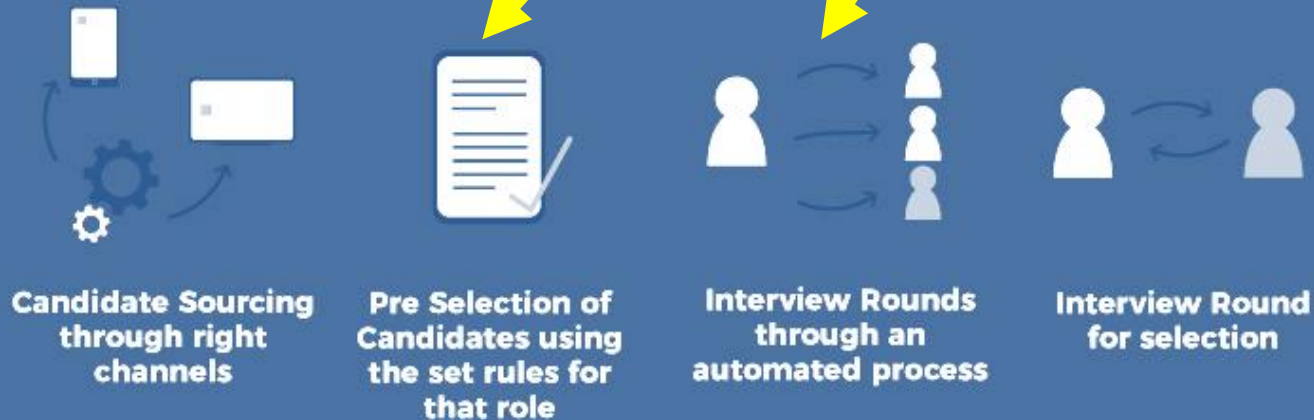 Candidate Sourcing
through right
channels
Pre Selection of
Candidates using
the set rules for
that role
Interview Rounds
through an
automated process
Interview Round
for selection